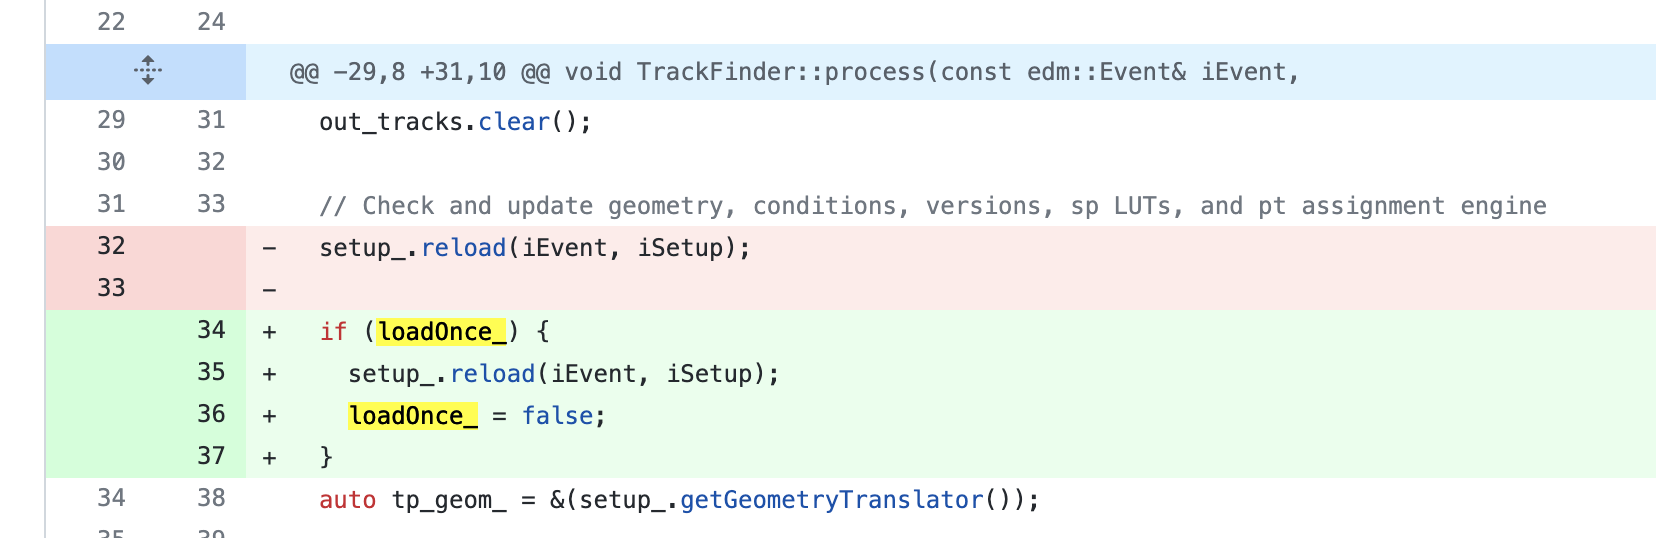 22 24
@@ -29,8 +31,10 @@ void TrackFinder::process(const edm::Event& iEvent,
29 31 out_tracks.clear();
30 32
31 33 // Check and update geometry, conditions, versions, sp LUTs, and pt assignment engine
32 - setup_.reload(iEvent, iSetup);
33 -
34 + if (loadOnce_) {
35 + setup_.reload(iEvent, iSetup);
36 + loadOnce_ = false;
37 + }
34 38 auto tp_geom_ = &(setup_.getGeometryTranslator());
35 39